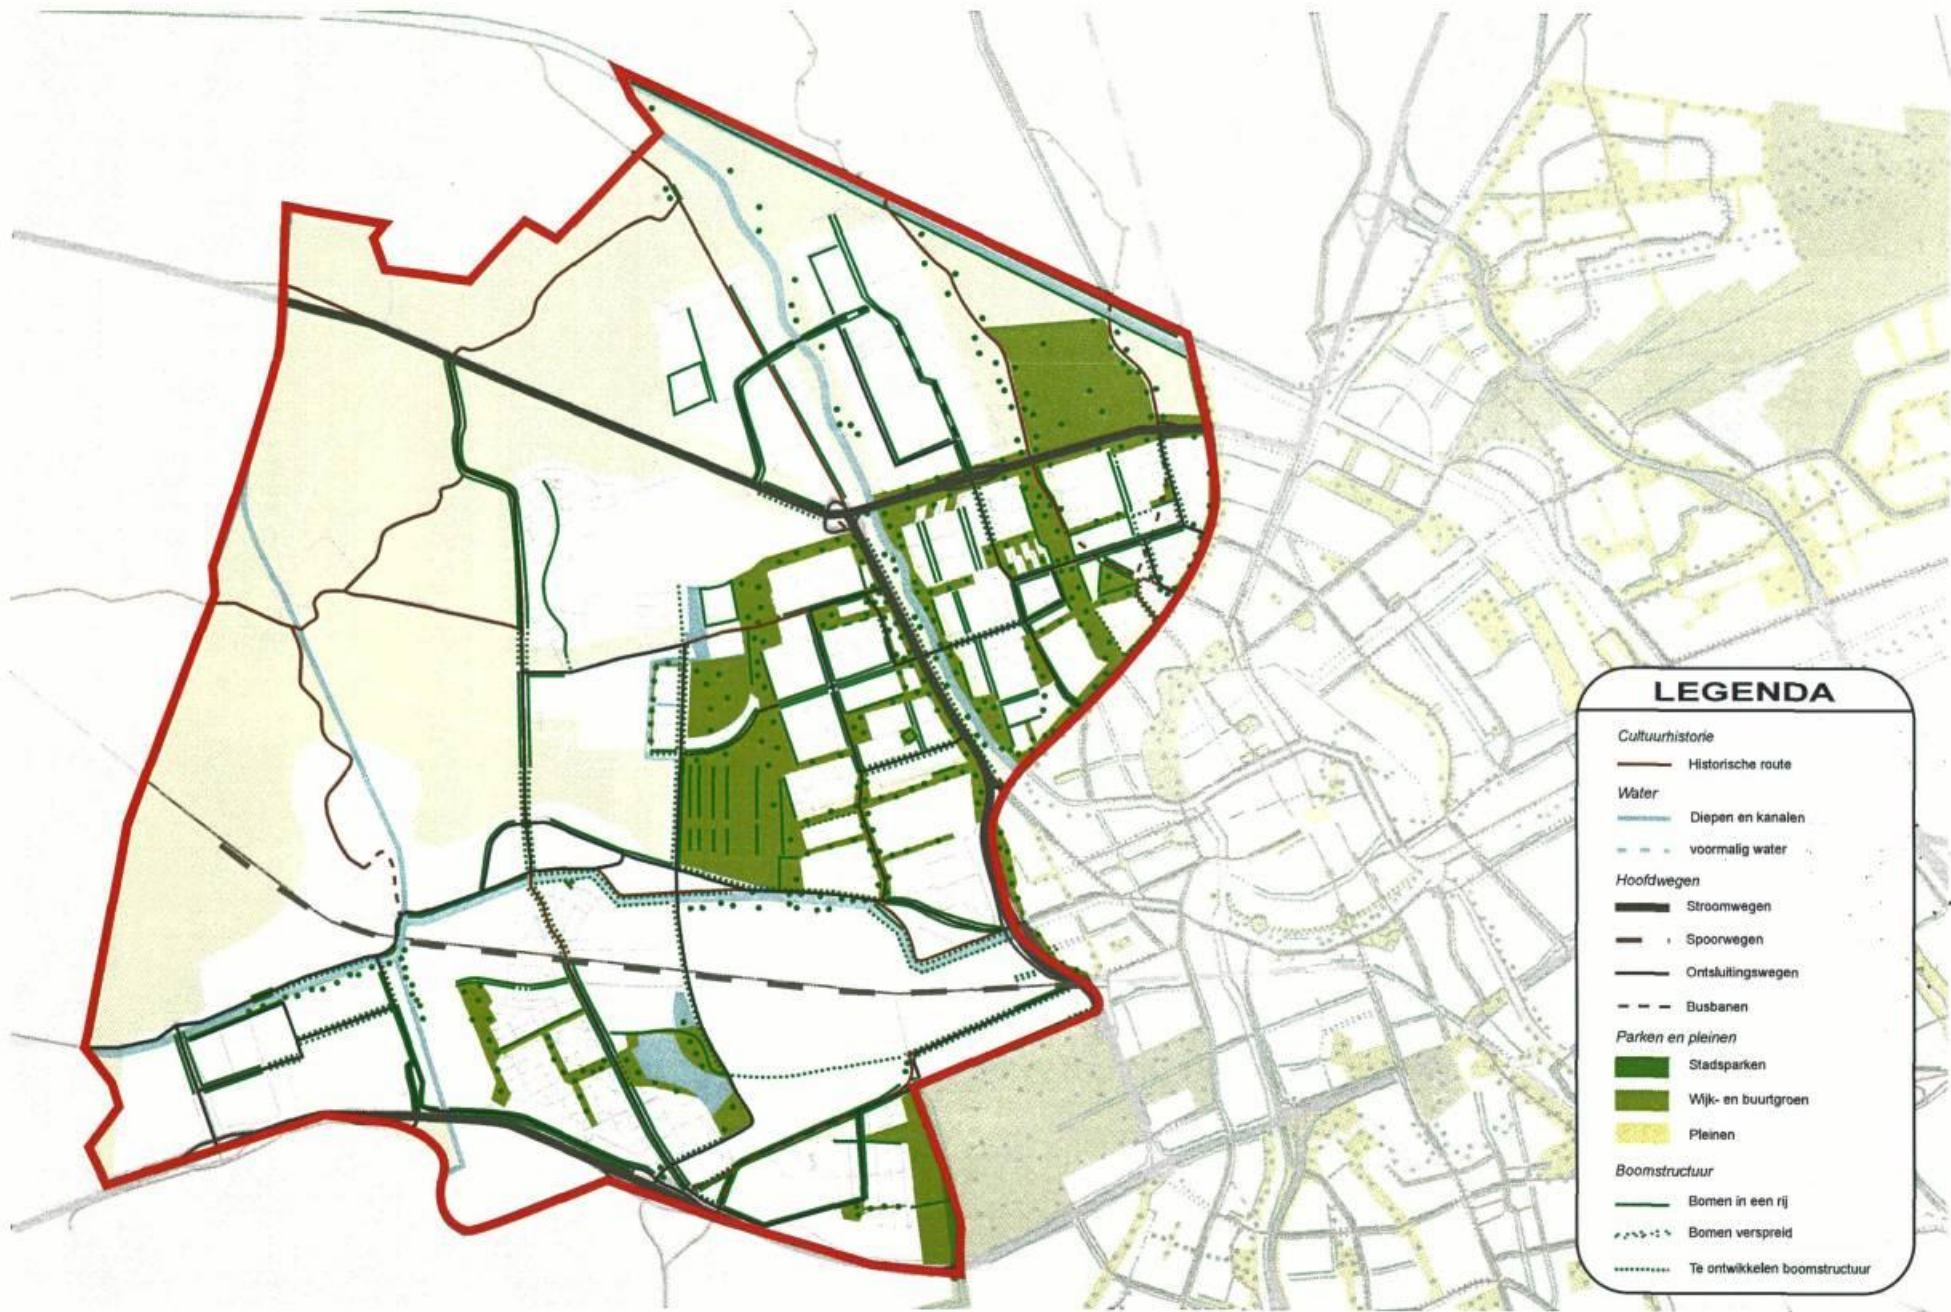 LEGENDA
Cultuurhistorie
Historische route
Water
Diepen en kanalen
voormalig water
Hoofdwegen
Stroomwegen
Spoorwegen
Ontsluitingswegen
Busbanen
Parken en pleinen
Stadsparken
Wijk- en buurtgroen
Pleinen
Boomstructuur
Bomen in een rij
Bomen verspreid
Te ontwikkelen boomstructuur